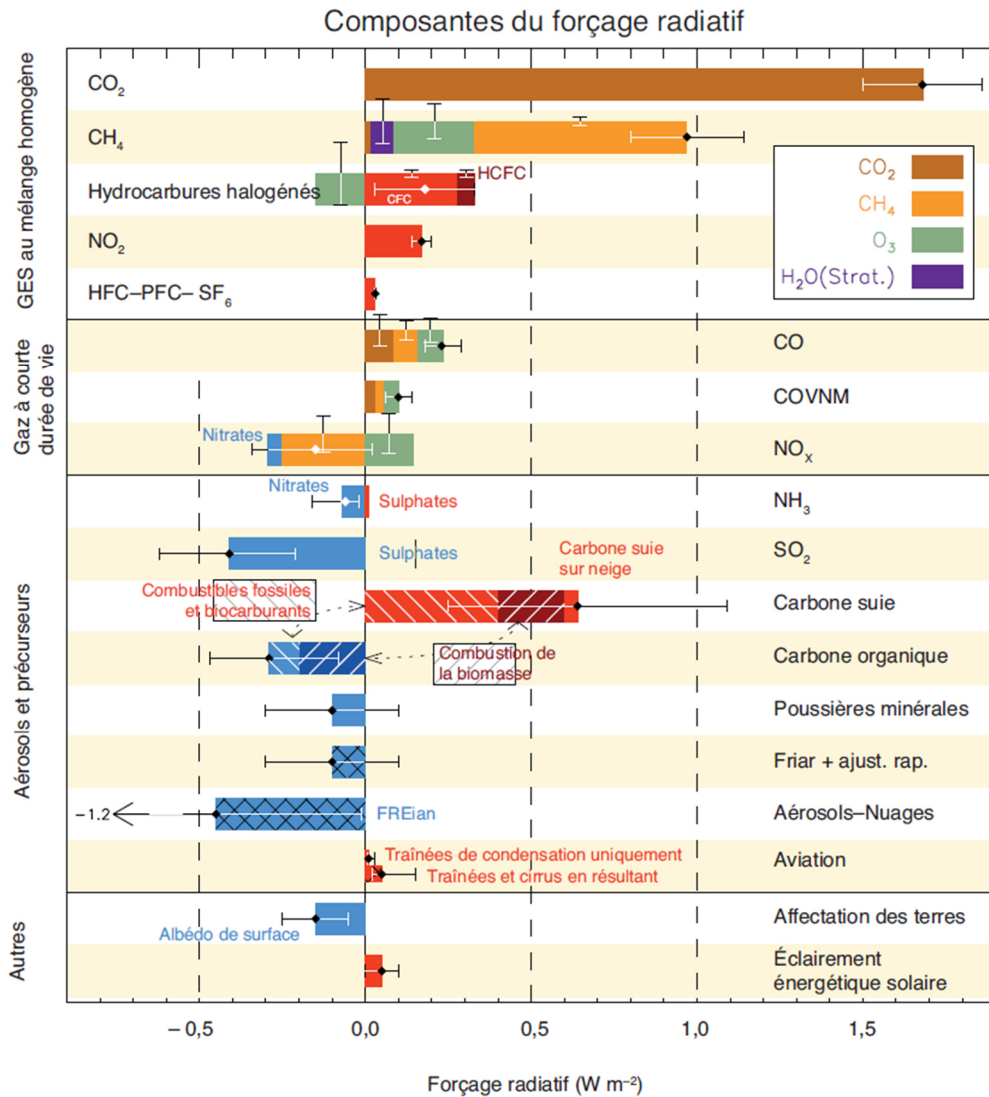 Composantes du forçage radiatif
GES au mélange homogène
CO₂
CH₄
Hydrocarbures halogénés
CFC
HCFC
NO₂
HFC–PFC– SF₆
CO₂
CH₄
O₃
H₂O(Strat.)
Gaz à courte
durée de vie
CO
COVNM
Nitrates
NOₓ
Aérosols et précurseurs
Nitrates
Sulphates
NH₃
Sulphates
SO₂
Carbone suie
sur neige
Combustibles fossiles
et biocarburants
Carbone suie
Combustion de
la biomasse
Carbone organique
Poussières minérales
Friar + ajust. rap.
–1.2
FREian
Aérosols–Nuages
Traînées de condensation uniquement
Traînées et cirrus en résultant
Aviation
Autres
Albédo de surface
Affectation des terres
Éclairement
énergétique solaire
– 0,5 0,0 0,5 1,0 1,5
Forçage radiatif (W m⁻²)